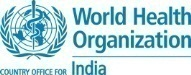 World Health
Organization
COUNTRY OFFICE FOR India